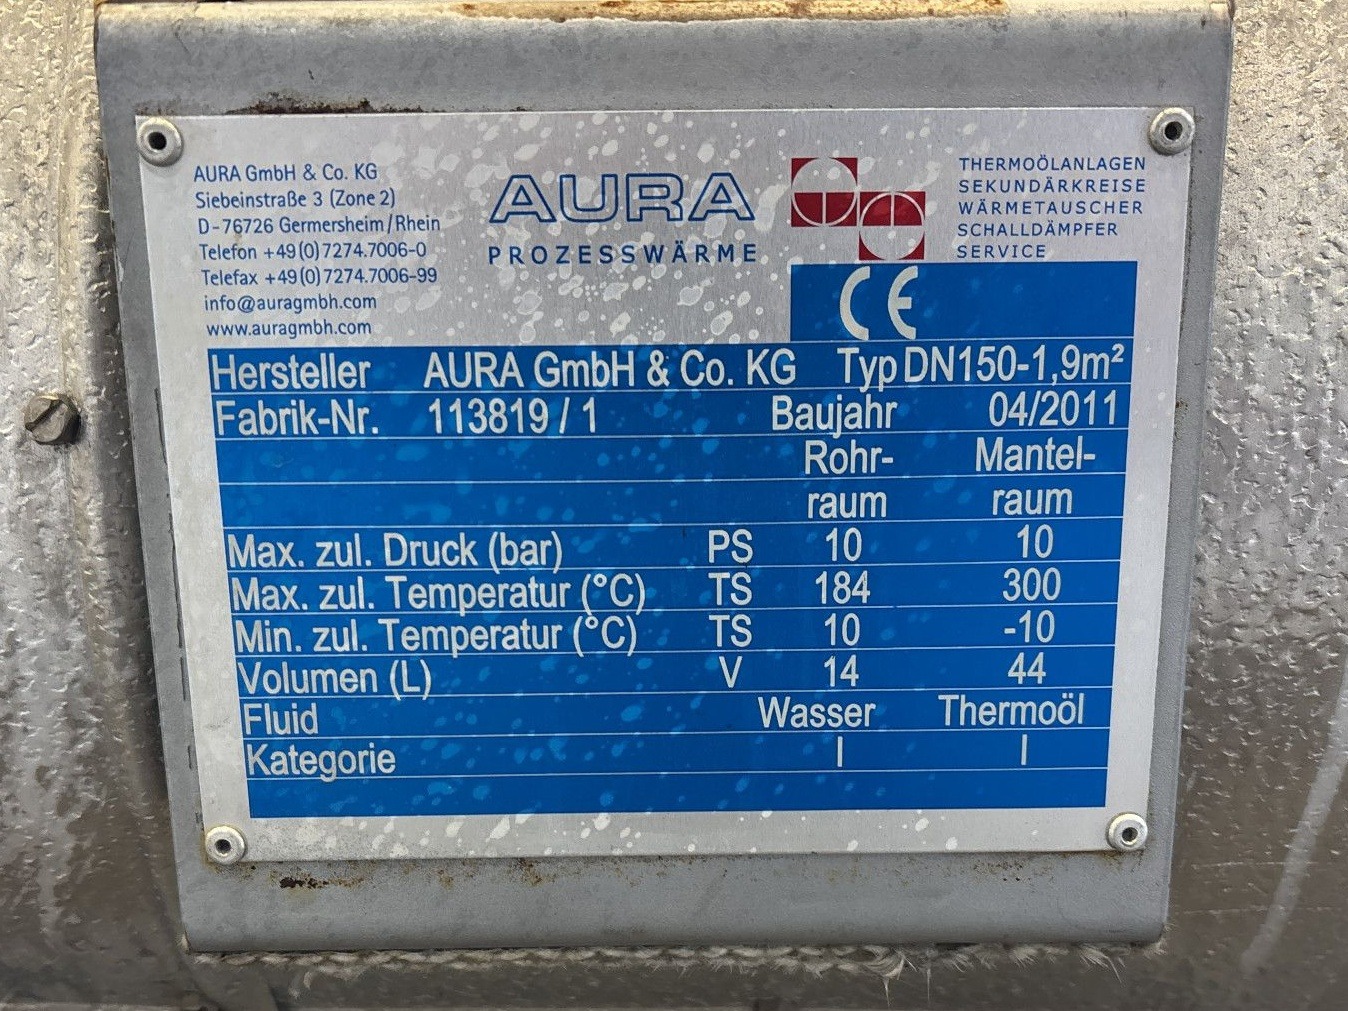 AURA GmbH & Co. KG
Siebeinstraße 3 (Zone 2)
D-76726 Germersheim/Rhein
Telefon +49(0)7274.7006-0
Telefax +49(0)7274.7006-99
info@auragmbh.com
www.auragmbh.com
AURA
PROZESSWÄRME
THERMOÖLANLAGEN
SEKUNDÄRKREISE
WÄRMETAUSCHER
SCHALLDÄMPFER
SERVICE
CE
Hersteller AURA GmbH & Co. KG Typ DN150-1,9m²
Fabrik-Nr. 113819 / 1 Baujahr 04/2011
Rohr- Mantel-
raum raum
Max. zul. Druck (bar) PS 10 10
Max. zul. Temperatur (°C) TS 184 300
Min. zul. Temperatur (°C) TS 10 -10
Volumen (L) V 14 44
Fluid Wasser Thermoöl
Kategorie I I